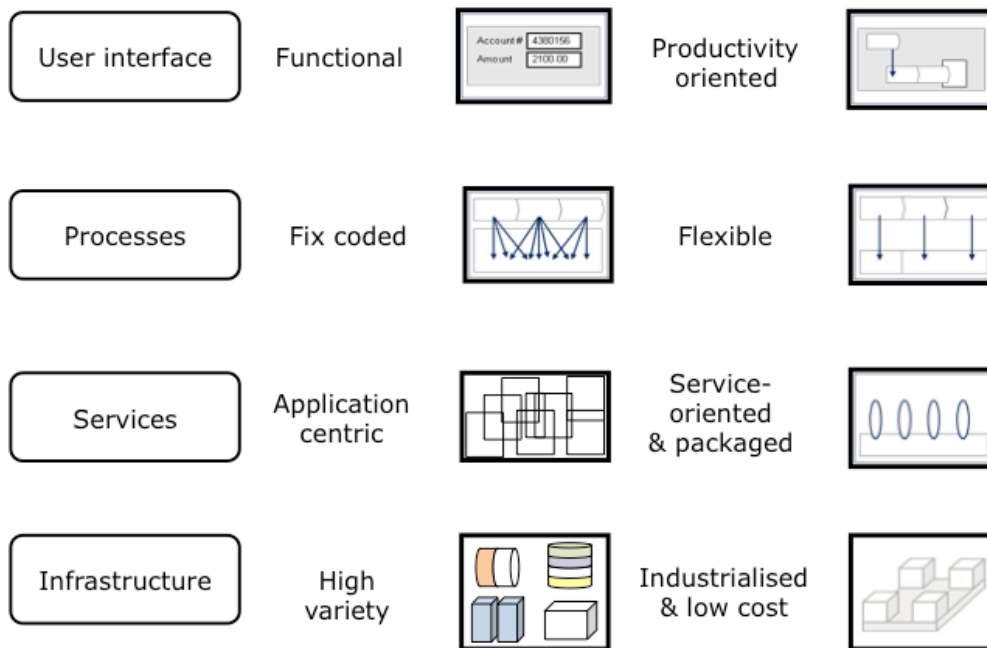 User interface
Functional
Account# 4380156
Amount 2100.00
Productivity
oriented
Processes
Fix coded
Flexible
Services
Application
centric
Service-
oriented
& packaged
Infrastructure
High
variety
Industrialised
& low cost